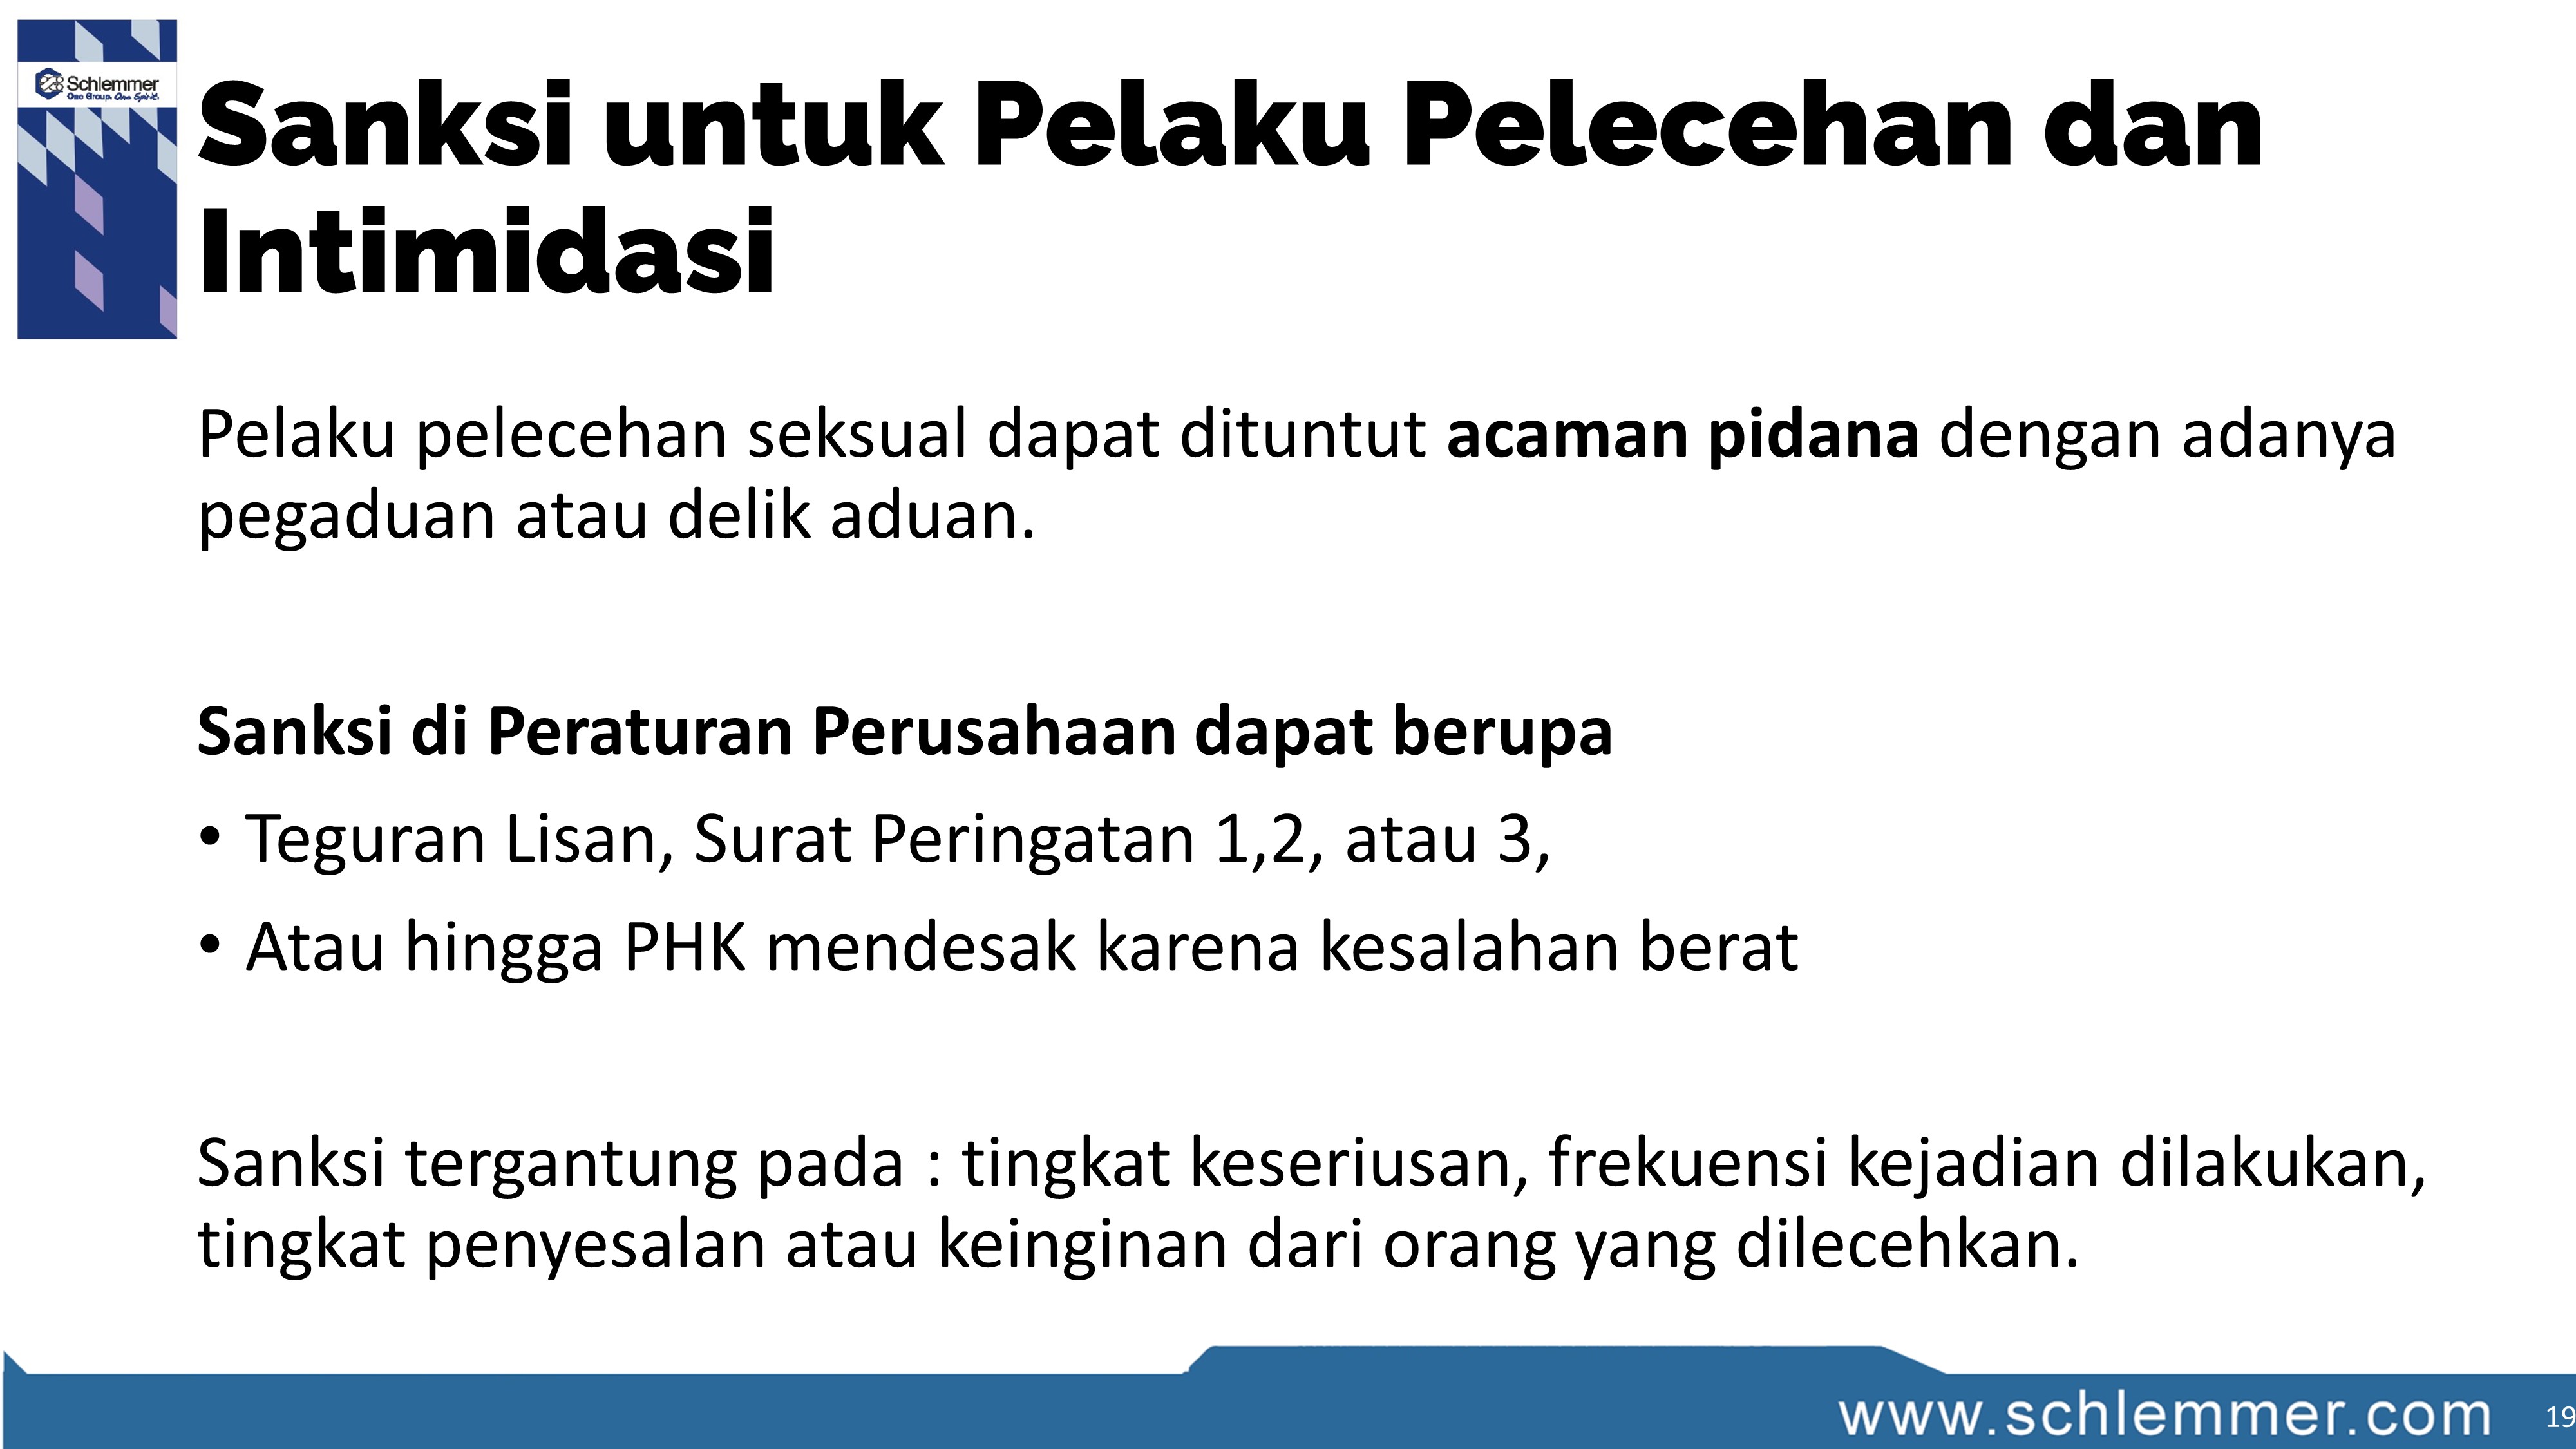 Schlemmer
One Group. One Spirit.
Sanksi untuk Pelaku Pelecehan dan
Intimidasi
Pelaku pelecehan seksual dapat dituntut acaman pidana dengan adanya
pegaduan atau delik aduan.
Sanksi di Peraturan Perusahaan dapat berupa
• Teguran Lisan, Surat Peringatan 1,2, atau 3,
• Atau hingga PHK mendesak karena kesalahan berat
Sanksi tergantung pada : tingkat keseriusan, frekuensi kejadian dilakukan,
tingkat penyesalan atau keinginan dari orang yang dilecehkan.
www.schlemmer.com
19